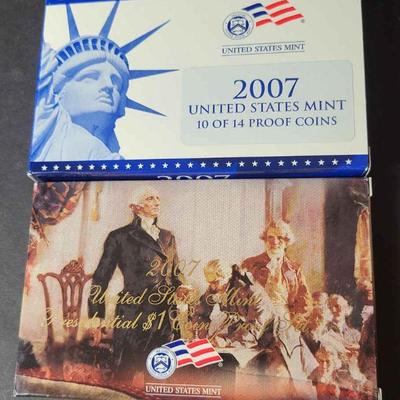 UNITED STATES MINT
2007
UNITED STATES MINT
10 OF 14 PROOF COINS
2007
2007
United States Mint
Presidential $1 Coin Proof Set
UNITED STATES MINT